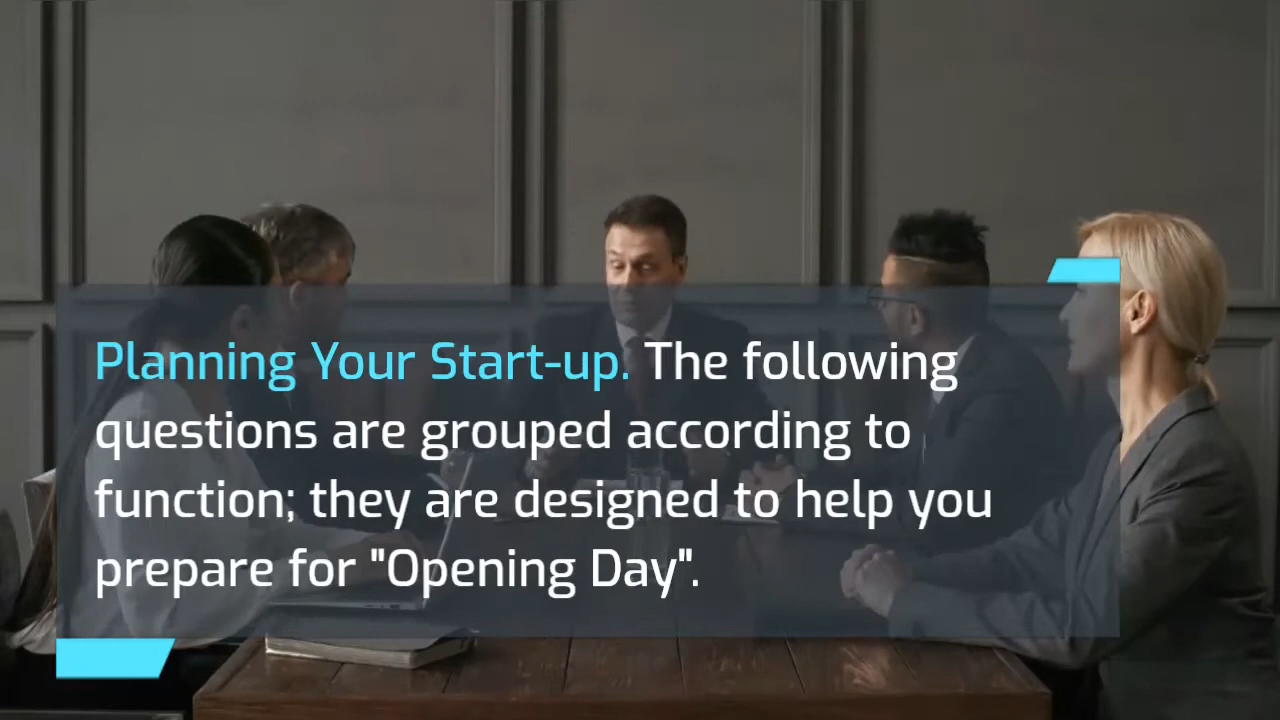 Planning Your Start-up. The following
questions are grouped according to
function; they are designed to help you
prepare for "Opening Day".